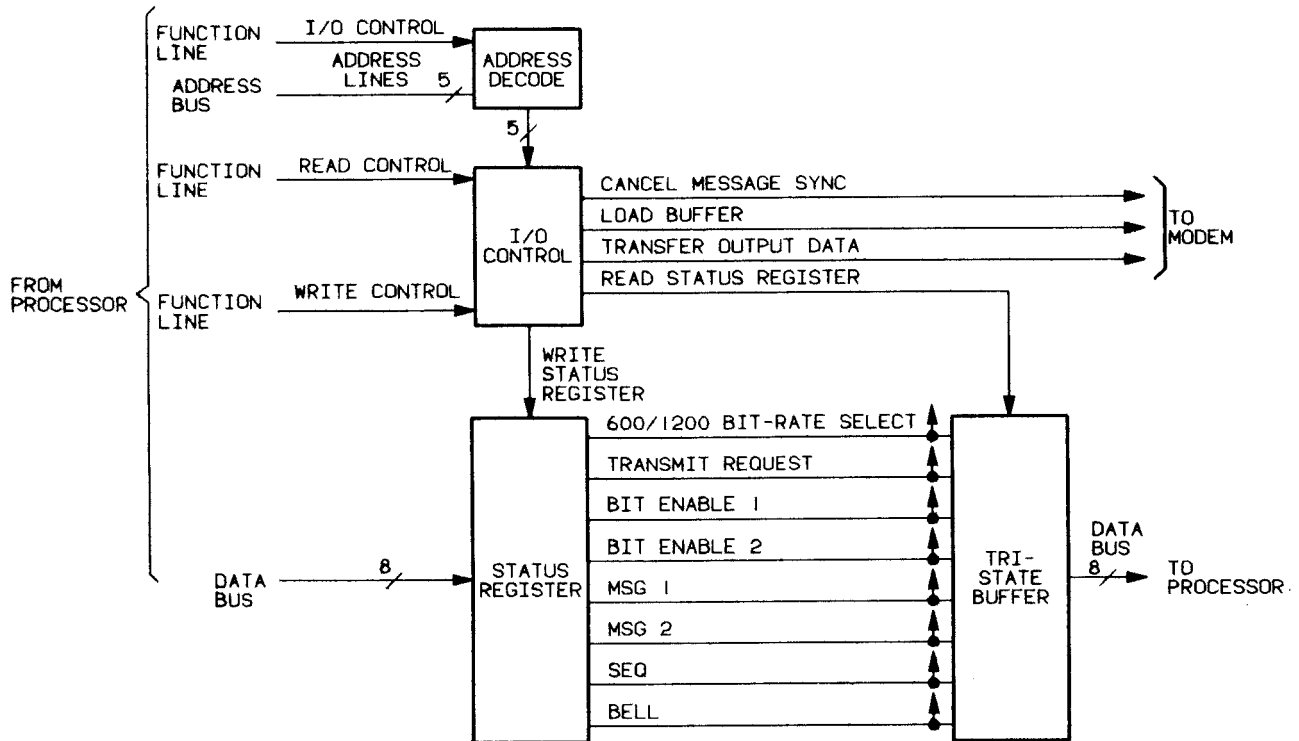 FUNCTION
LINE
I/O CONTROL
ADDRESS
DECODE
ADDRESS
BUS
ADDRESS
LINES
5
5
FUNCTION
LINE
READ CONTROL
I/O
CONTROL
CANCEL MESSAGE SYNC
LOAD BUFFER
TRANSFER OUTPUT DATA
READ STATUS REGISTER
TO
MODEM
FROM
PROCESSOR
FUNCTION
LINE
WRITE CONTROL
WRITE
STATUS
REGISTER
600/1200 BIT-RATE SELECT
TRANSMIT REQUEST
BIT ENABLE 1
BIT ENABLE 2
MSG 1
MSG 2
SEQ
BELL
DATA
BUS
8
STATUS
REGISTER
TRI-
STATE
BUFFER
DATA
BUS
8
TO
PROCESSOR